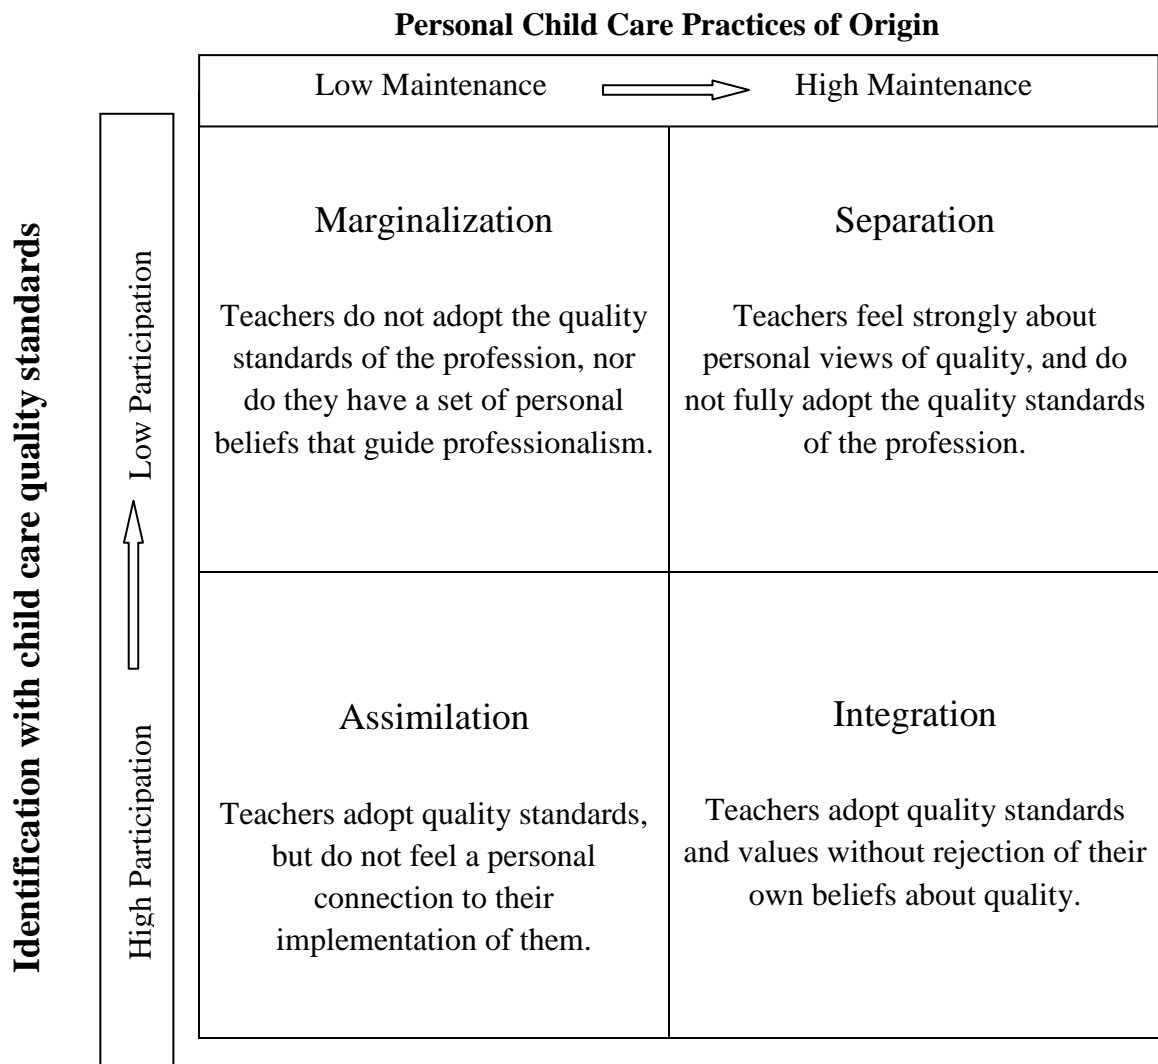 Personal Child Care Practices of Origin
Low Maintenance
High Maintenance
Identification with child care quality standards
Low Participation
High Participation
Marginalization
Teachers do not adopt the quality
standards of the profession, nor
do they have a set of personal
beliefs that guide professionalism.
Separation
Teachers feel strongly about
personal views of quality, and do
not fully adopt the quality standards
of the profession.
Assimilation
Teachers adopt quality standards,
but do not feel a personal
connection to their
implementation of them.
Integration
Teachers adopt quality standards
and values without rejection of their
own beliefs about quality.